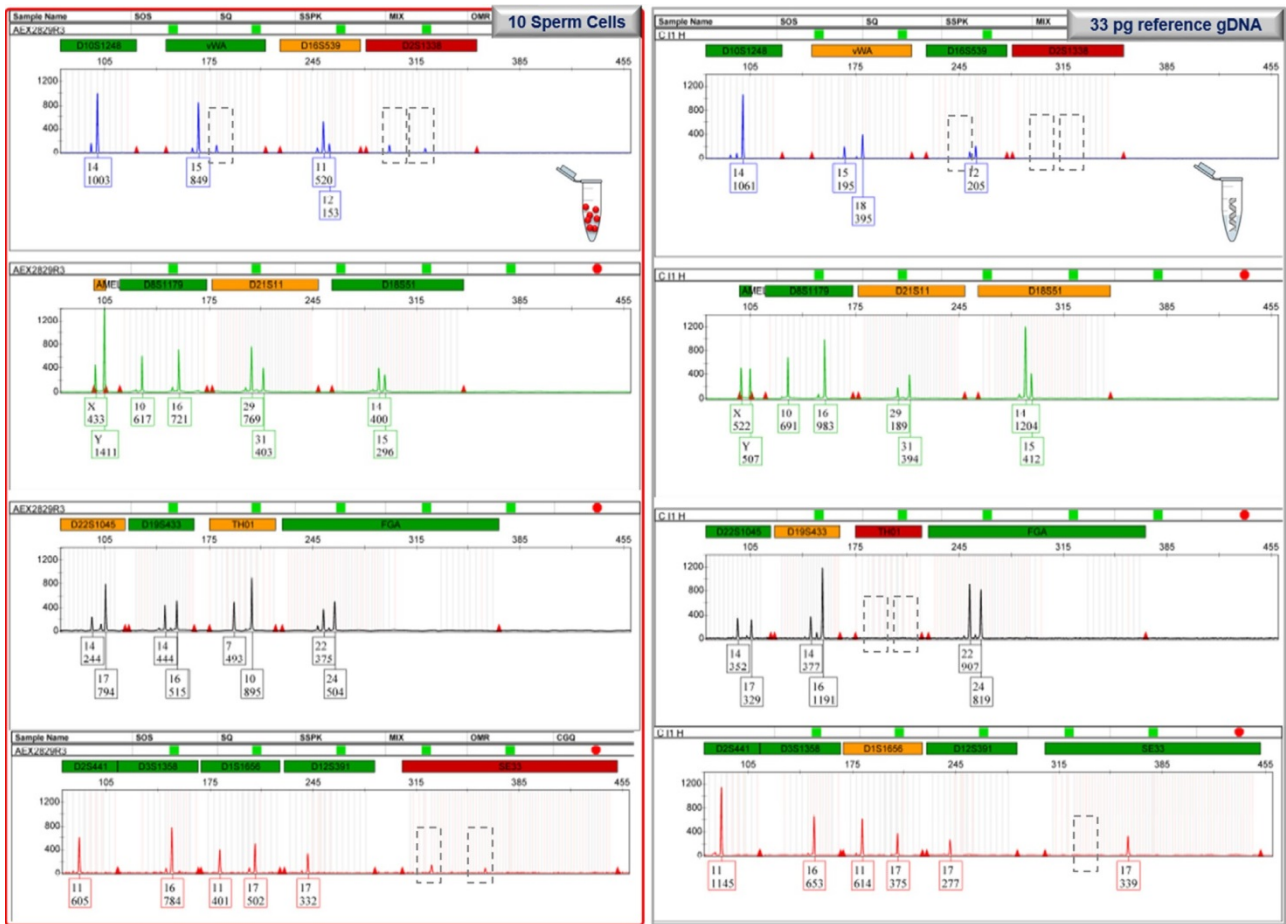 Sample Name SOS SQ SSPK MIX OMR
10 Sperm Cells
AEX2829R3
D10S1248 vWA D16S539 D2S1338
105 175 245 315 385 455
1200
800
400
0
14 15 11
1003 849 520
12
153
AEX2829R3
AMEL D8S1179 D21S11 D18S51
105 175 245 315 385 455
1200
800
400
0
X 10 16 29 14
433 617 721 769 400
Y 31 15
1411 403 296
AEX2829R3
D22S1045 D19S433 TH01 FGA
105 175 245 315 385 455
1200
800
400
0
14 14 7 22
244 444 493 375
17 16 10 24
794 515 895 504
Sample Name SOS SQ SSPK MIX OMR CGQ
AEX2829R3
D2S441 D3S1358 D1S1656 D12S391 SE33
105 175 245 315 385 455
1200
800
400
0
11 16 11 17 17
605 784 401 502 332
Sample Name SOS SQ SSPK MIX
33 pg reference gDNA
C I1 H
D10S1248 vWA D16S539 D2S1338
105 175 245 315 385 455
1200
800
400
0
14 15 12
1061 195 205
18
395
C I1 H
AMEL D8S1179 D21S11 D18S51
105 175 245 315 385 455
1200
800
400
0
X 10 16 29 14
522 691 983 189 1204
Y 31 15
507 394 412
C I1 H
D22S1045 D19S433 TH01 FGA
105 175 245 315 385 455
1200
800
400
0
14 14 22
352 377 907
17 16 24
329 1191 819
C I1 H
D2S441 D3S1358 D1S1656 D12S391 SE33
105 175 245 315 385 455
1200
800
400
0
11 16 11 17 17 17
1145 653 614 375 277 339